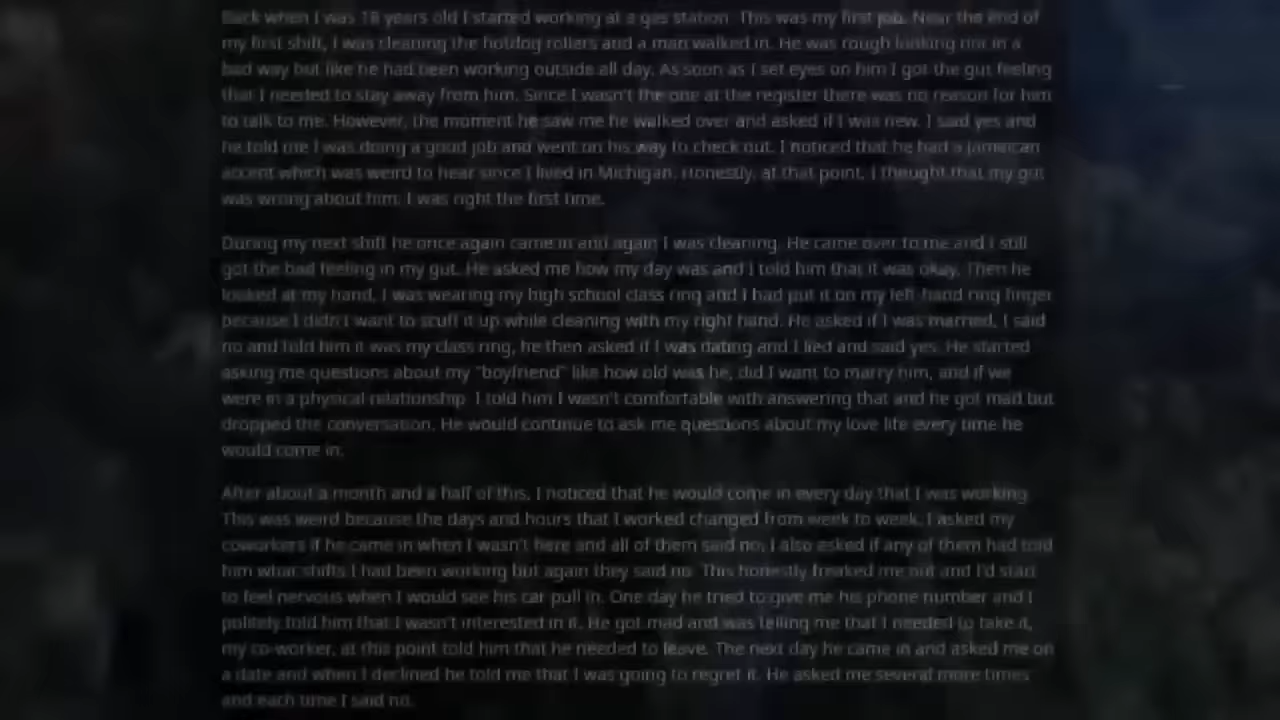 Back when I was 18 years old I started working at a gas station. This was my first job. Near the end of
my first shift, I was cleaning the hotdog rollers and a man walked in. He was rough looking not in a
bad way but like he had been working outside all day. As soon as I set eyes on him I got the gut feeling
that I needed to stay away from him. Since I wasn't the one at the register there was no reason for him
to talk to me. However, the moment he saw me he walked over and asked if I was new. I said yes and
he told me I was doing a good job and went on his way to check out. I noticed that he had a Jamaican
accent which was weird to hear since I lived in Michigan. Honestly, at that point, I thought that my gut
was wrong about him. I was right the first time.
During my next shift he once again came in and again I was cleaning. He came over to me and I still
got the bad feeling in my gut. He asked me how my day was and I told him that it was okay. Then he
looked at my hand. I was wearing my high school class ring and I had put it on my left-hand ring finger
because I didn't want to scuff it up while cleaning with my right hand. He asked if I was married, I said
no and told him it was my class ring, he then asked if I was dating and I lied and said yes. He started
asking me questions about my "boyfriend" like how old was he, did I want to marry him, and if we
were in a physical relationship. I told him I wasn't comfortable with answering that and he got mad but
dropped the conversation. He would continue to ask me questions about my love life every time he
would come in.
After about a month and a half of this, I noticed that he would come in every day that I was working.
This was weird because the days and hours that I worked changed from week to week. I asked my
coworkers if he came in when I wasn't here and all of them said no. I also asked if any of them had told
him what shifts I had been working but again they said no. This honestly freaked me out and I'd start
to feel nervous when I would see his car pull in. One day he tried to give me his phone number and I
politely told him that I wasn't interested in it. He got mad and was telling me that I needed to take it,
my co-worker, at this point told him that he needed to leave. The next day he came in and asked me on
a date and when I declined he told me that I was going to regret it. He asked me several more times
and each time I said no.